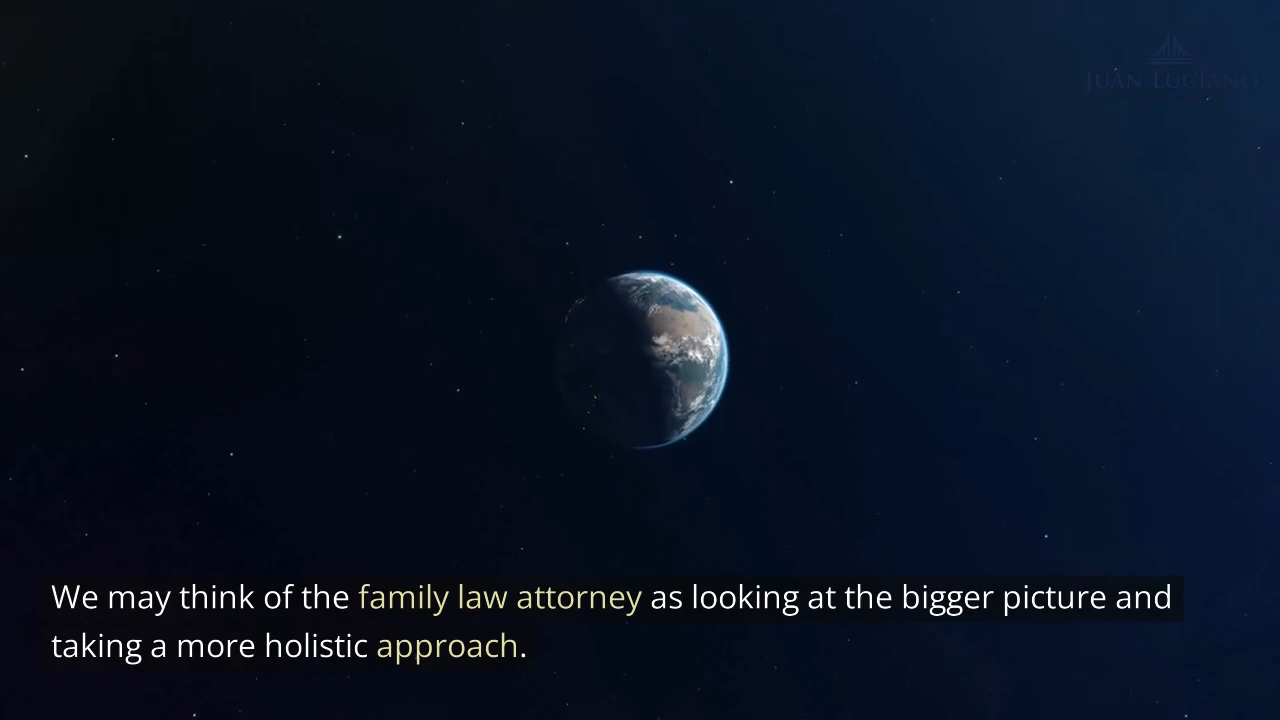 JUAN LUCIANO
We may think of the family law attorney as looking at the bigger picture and
taking a more holistic approach.